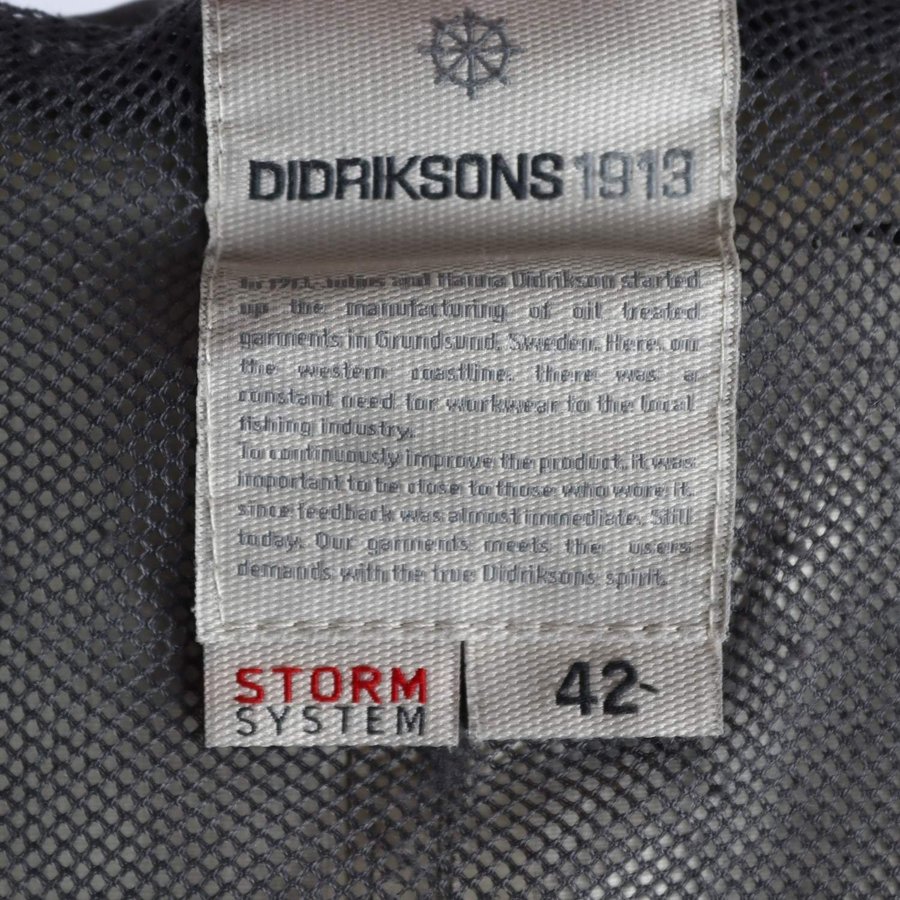 DIDRIKSONS 1913
In 1913, Julius and Hanna Didrikson started
up the manufacturing of oil treated
garments in Grundsund, Sweden. Here, on
the western coastline, there was a
constant need for workwear to the local
fishing industry.
To continuously improve the product, it was
important to be close to those who wore it,
since feedback was almost immediate. Still
today. Our garments meets the users
demands with the true Didriksons spirit.
STORM
SYSTEM
42-